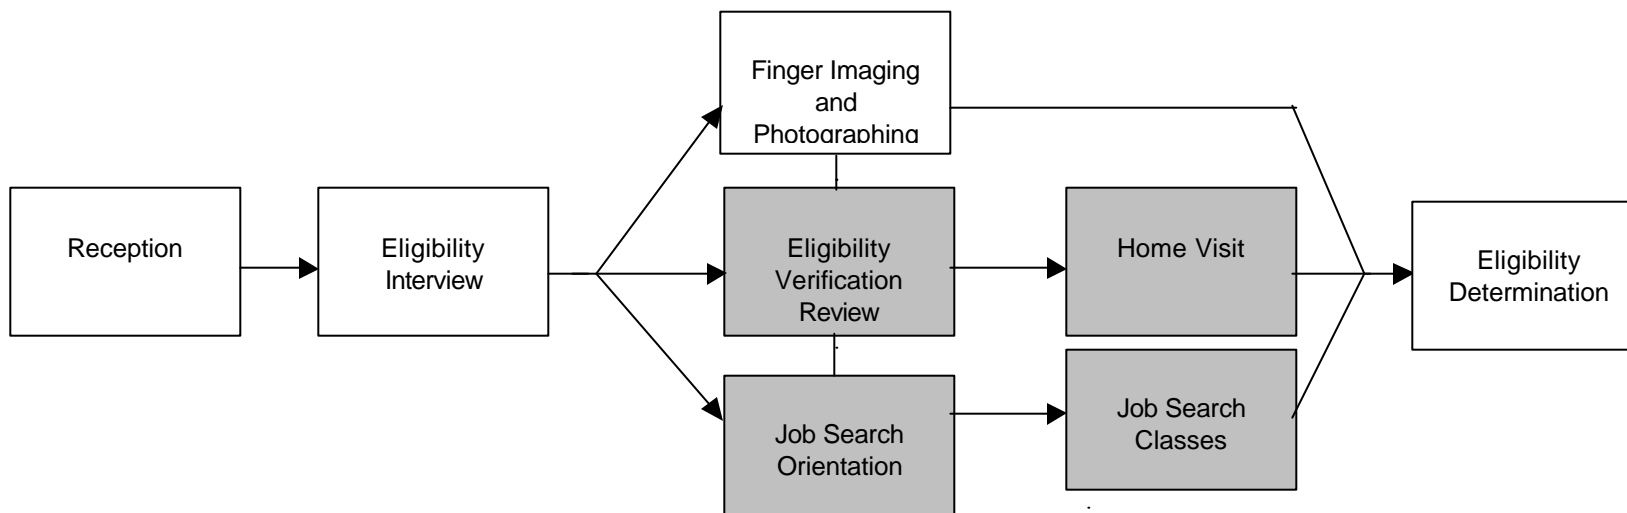 Finger Imaging
and
Photographing
Reception
Eligibility
Interview
Eligibility
Verification
Review
Home Visit
Eligibility
Determination
Job Search
Orientation
Job Search
Classes